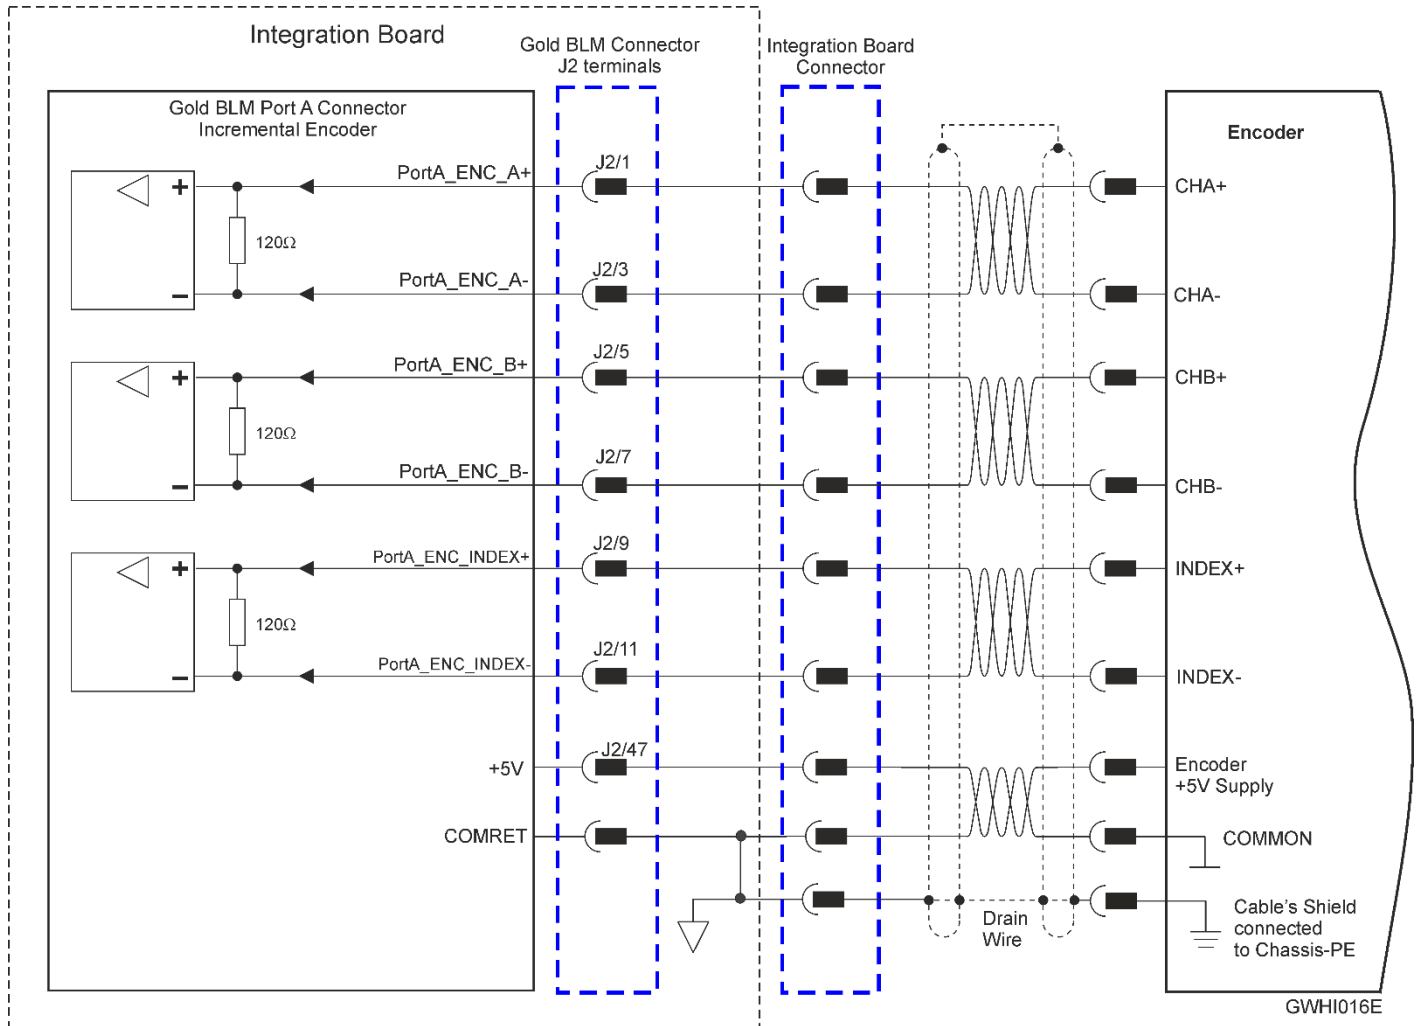 Integration Board
Gold BLM Connector
J2 terminals
Integration Board
Connector
Gold BLM Port A Connector
Incremental Encoder
Encoder
PortA_ENC_A+
J2/1
CHA+
120Ω
PortA_ENC_A-
J2/3
CHA-
PortA_ENC_B+
J2/5
CHB+
120Ω
PortA_ENC_B-
J2/7
CHB-
PortA_ENC_INDEX+
J2/9
INDEX+
120Ω
PortA_ENC_INDEX-
J2/11
INDEX-
+5V
J2/47
Encoder
+5V Supply
COMRET
COMMON
Drain
Wire
Cable's Shield
connected
to Chassis-PE
GWHI016E